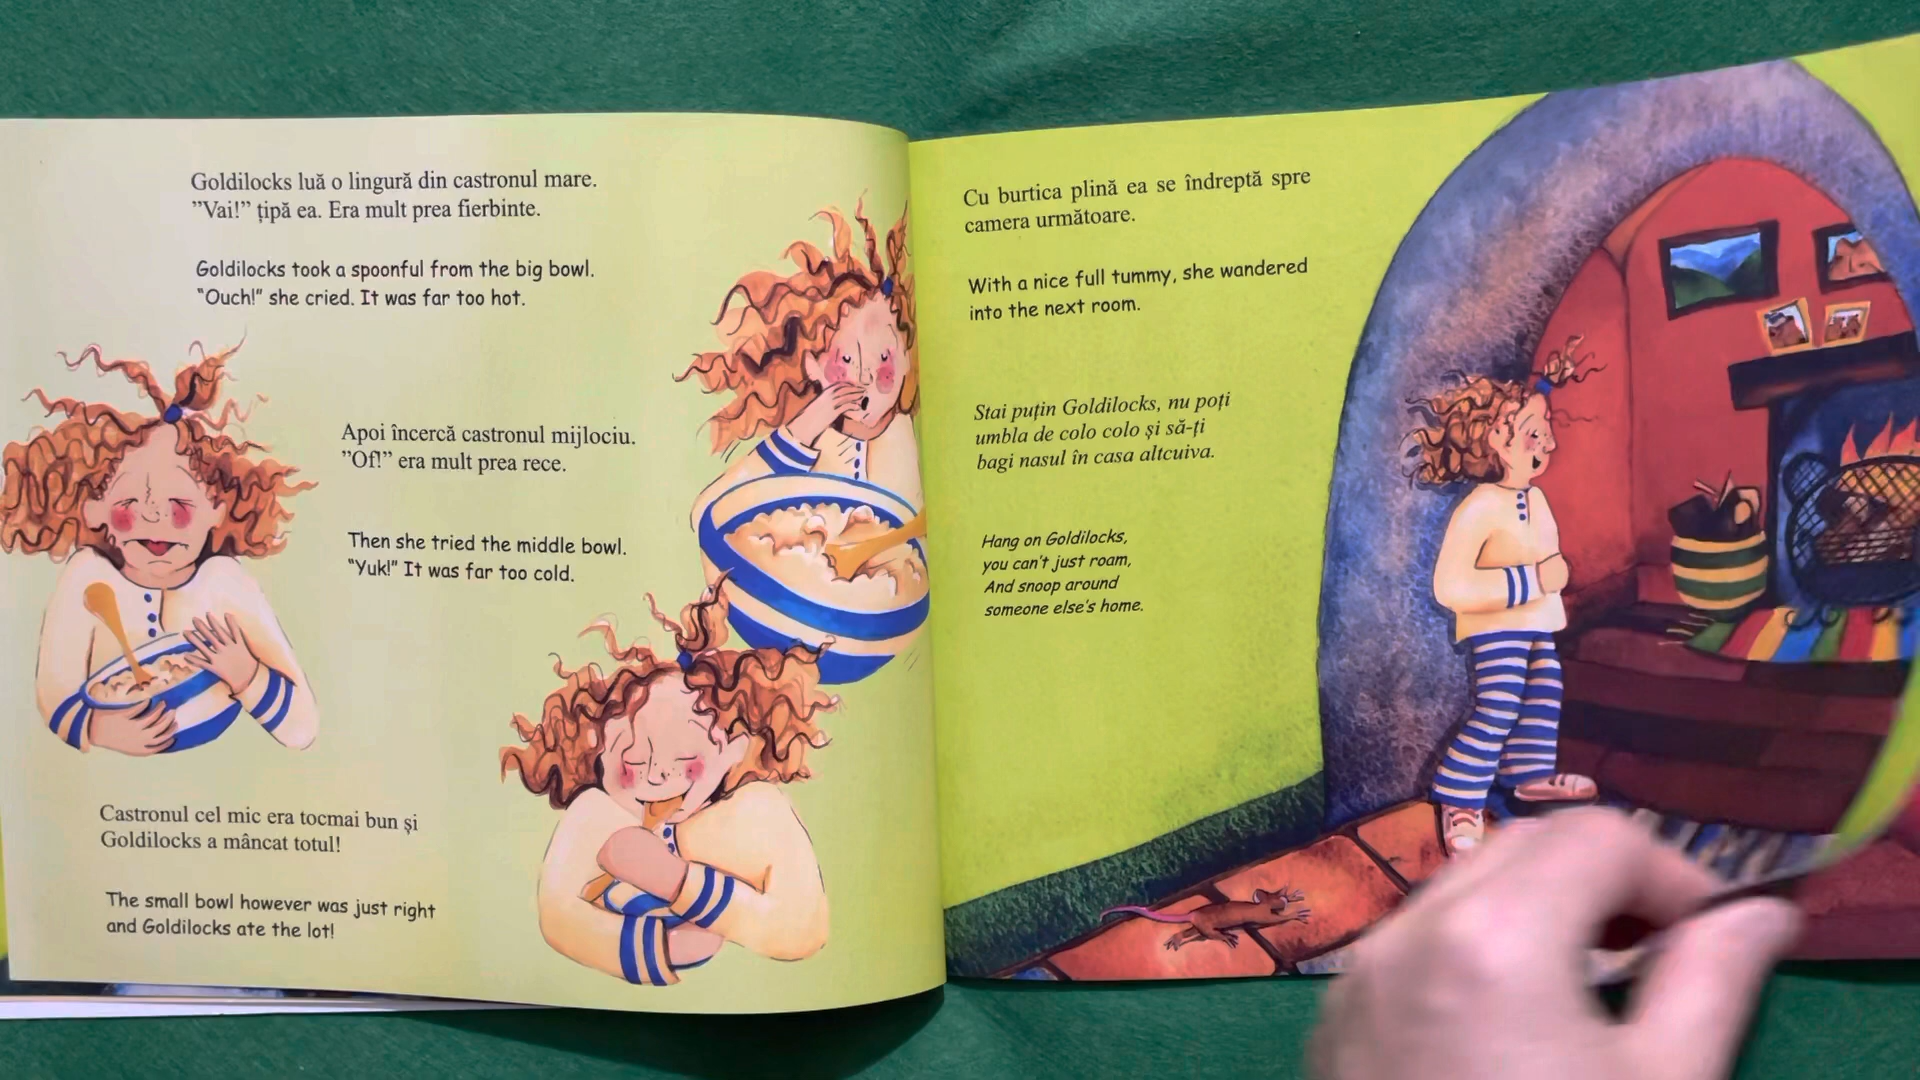 Goldilocks luă o lingură din castronul mare.
”Vai!” ţipă ea. Era mult prea fierbinte.
Goldilocks took a spoonful from the big bowl.
“Ouch!” she cried. It was far too hot.
Apoi încercă castronul mijlociu.
”Of!” era mult prea rece.
Then she tried the middle bowl.
“Yuk!” It was far too cold.
Castronul cel mic era tocmai bun şi
Goldilocks a mâncat totul!
The small bowl however was just right
and Goldilocks ate the lot!
Cu burtica plină ea se îndreptă spre
camera următoare.
With a nice full tummy, she wandered
into the next room.
Stai puţin Goldilocks, nu poţi
umbla de colo colo şi să-ţi
bagi nasul în casa altcuiva.
Hang on Goldilocks,
you can’t just roam,
And snoop around
someone else’s home.